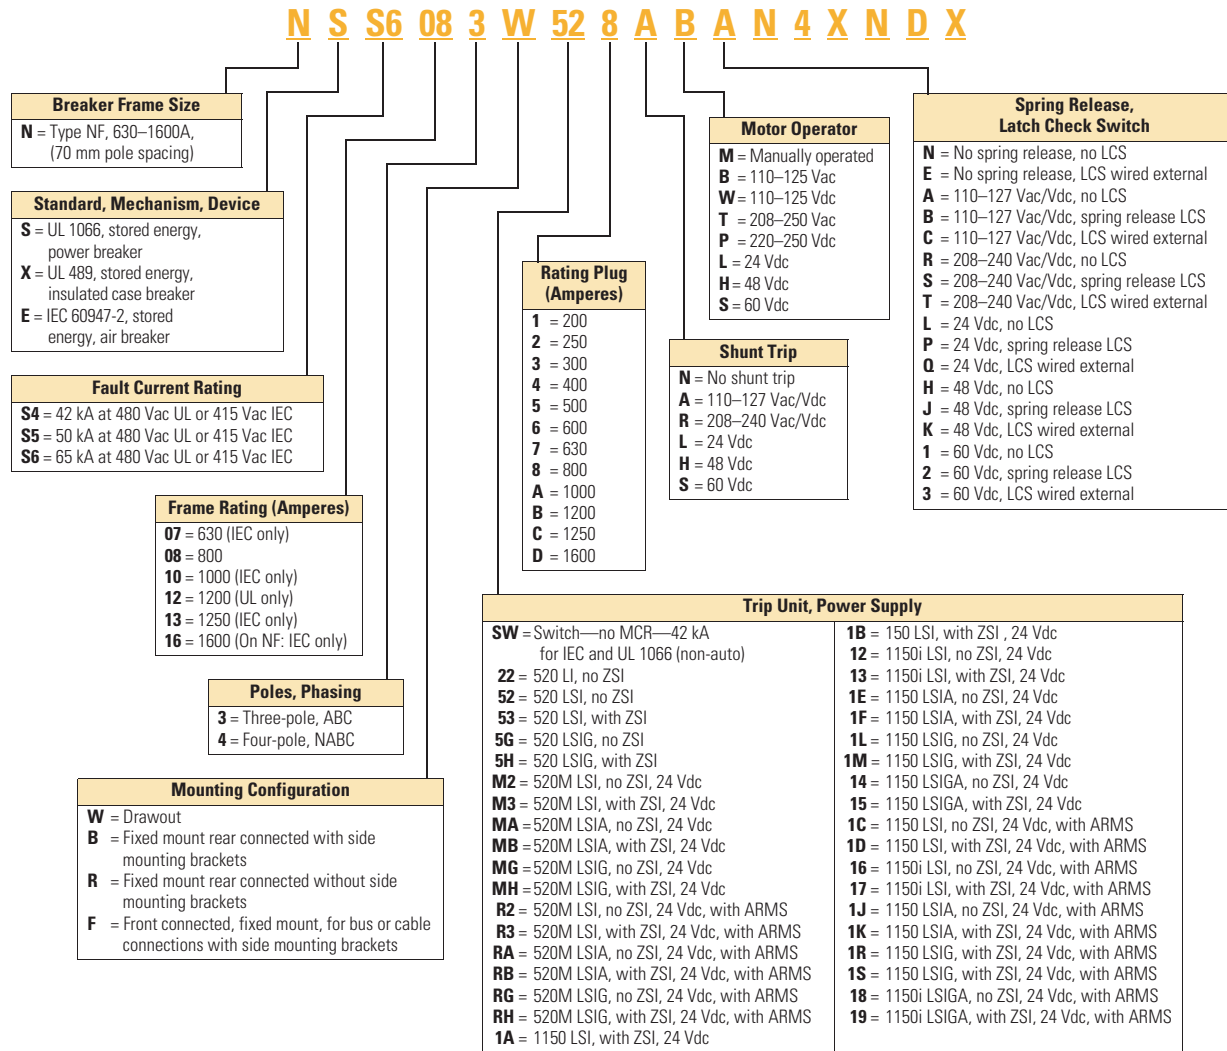 N S S6 08 3 W 52 8 A B A N 4 X N D X
Breaker Frame Size
N = Type NF, 630–1600A,
(70 mm pole spacing)
Standard, Mechanism, Device
S = UL 1066, stored energy,
power breaker
X = UL 489, stored energy,
insulated case breaker
E = IEC 60947-2, stored
energy, air breaker
Fault Current Rating
S4 = 42 kA at 480 Vac UL or 415 Vac IEC
S5 = 50 kA at 480 Vac UL or 415 Vac IEC
S6 = 65 kA at 480 Vac UL or 415 Vac IEC
Frame Rating (Amperes)
07 = 630 (IEC only)
08 = 800
10 = 1000 (IEC only)
12 = 1200 (UL only)
13 = 1250 (IEC only)
16 = 1600 (On NF: IEC only)
Poles, Phasing
3 = Three-pole, ABC
4 = Four-pole, NABC
Mounting Configuration
W = Drawout
B = Fixed mount rear connected with side
mounting brackets
R = Fixed mount rear connected without side
mounting brackets
F = Front connected, fixed mount, for bus or cable
connections with side mounting brackets
Trip Unit, Power Supply
SW = Switch—no MCR—42 kA
for IEC and UL 1066 (non-auto)
22 = 520 LI, no ZSI
52 = 520 LSI, no ZSI
53 = 520 LSI, with ZSI
5G = 520 LSIG, no ZSI
5H = 520 LSIG, with ZSI
M2 = 520M LSI, no ZSI, 24 Vdc
M3 = 520M LSI, with ZSI, 24 Vdc
MA = 520M LSIA, no ZSI, 24 Vdc
MB = 520M LSIA, with ZSI, 24 Vdc
MG = 520M LSIG, no ZSI, 24 Vdc
MH = 520M LSIG, with ZSI, 24 Vdc
R2 = 520M LSI, no ZSI, 24 Vdc, with ARMS
R3 = 520M LSI, with ZSI, 24 Vdc, with ARMS
RA = 520M LSIA, no ZSI, 24 Vdc, with ARMS
RB = 520M LSIA, with ZSI, 24 Vdc, with ARMS
RG = 520M LSIG, no ZSI, 24 Vdc, with ARMS
RH = 520M LSIG, with ZSI, 24 Vdc, with ARMS
1A = 1150 LSI, with ZSI, 24 Vdc
1B = 150 LSI, with ZSI , 24 Vdc
12 = 1150i LSI, no ZSI, 24 Vdc
13 = 1150i LSI, with ZSI, 24 Vdc
1E = 1150 LSIA, no ZSI, 24 Vdc
1F = 1150 LSIA, with ZSI, 24 Vdc
1L = 1150 LSIG, no ZSI, 24 Vdc
1M = 1150 LSIG, with ZSI, 24 Vdc
14 = 1150 LSIGA, no ZSI, 24 Vdc
15 = 1150 LSIGA, with ZSI, 24 Vdc
1C = 1150 LSI, no ZSI, 24 Vdc, with ARMS
1D = 1150 LSI, with ZSI, 24 Vdc, with ARMS
16 = 1150i LSI, no ZSI, 24 Vdc, with ARMS
17 = 1150i LSI, with ZSI, 24 Vdc, with ARMS
1J = 1150 LSIA, no ZSI, 24 Vdc, with ARMS
1K = 1150 LSIA, with ZSI, 24 Vdc, with ARMS
1R = 1150 LSIG, with ZSI, 24 Vdc, with ARMS
1S = 1150 LSIG, with ZSI, 24 Vdc, with ARMS
18 = 1150i LSIGA, no ZSI, 24 Vdc, with ARMS
19 = 1150i LSIGA, with ZSI, 24 Vdc, with ARMS
Rating Plug
(Amperes)
1 = 200
2 = 250
3 = 300
4 = 400
5 = 500
6 = 600
7 = 630
8 = 800
A = 1000
B = 1200
C = 1250
D = 1600
Shunt Trip
N = No shunt trip
A = 110–127 Vac/Vdc
R = 208–240 Vac/Vdc
L = 24 Vdc
H = 48 Vdc
S = 60 Vdc
Motor Operator
M = Manually operated
B = 110–125 Vac
W = 110–125 Vdc
T = 208–250 Vac
P = 220–250 Vdc
L = 24 Vdc
H = 48 Vdc
S = 60 Vdc
Spring Release,
Latch Check Switch
N = No spring release, no LCS
E = No spring release, LCS wired external
A = 110–127 Vac/Vdc, no LCS
B = 110–127 Vac/Vdc, spring release LCS
C = 110–127 Vac/Vdc, LCS wired external
R = 208–240 Vac/Vdc, no LCS
S = 208–240 Vac/Vdc, spring release LCS
T = 208–240 Vac/Vdc, LCS wired external
L = 24 Vdc, no LCS
P = 24 Vdc, spring release LCS
Q = 24 Vdc, LCS wired external
H = 48 Vdc, no LCS
J = 48 Vdc, spring release LCS
K = 48 Vdc, LCS wired external
1 = 60 Vdc, no LCS
2 = 60 Vdc, spring release LCS
3 = 60 Vdc, LCS wired external